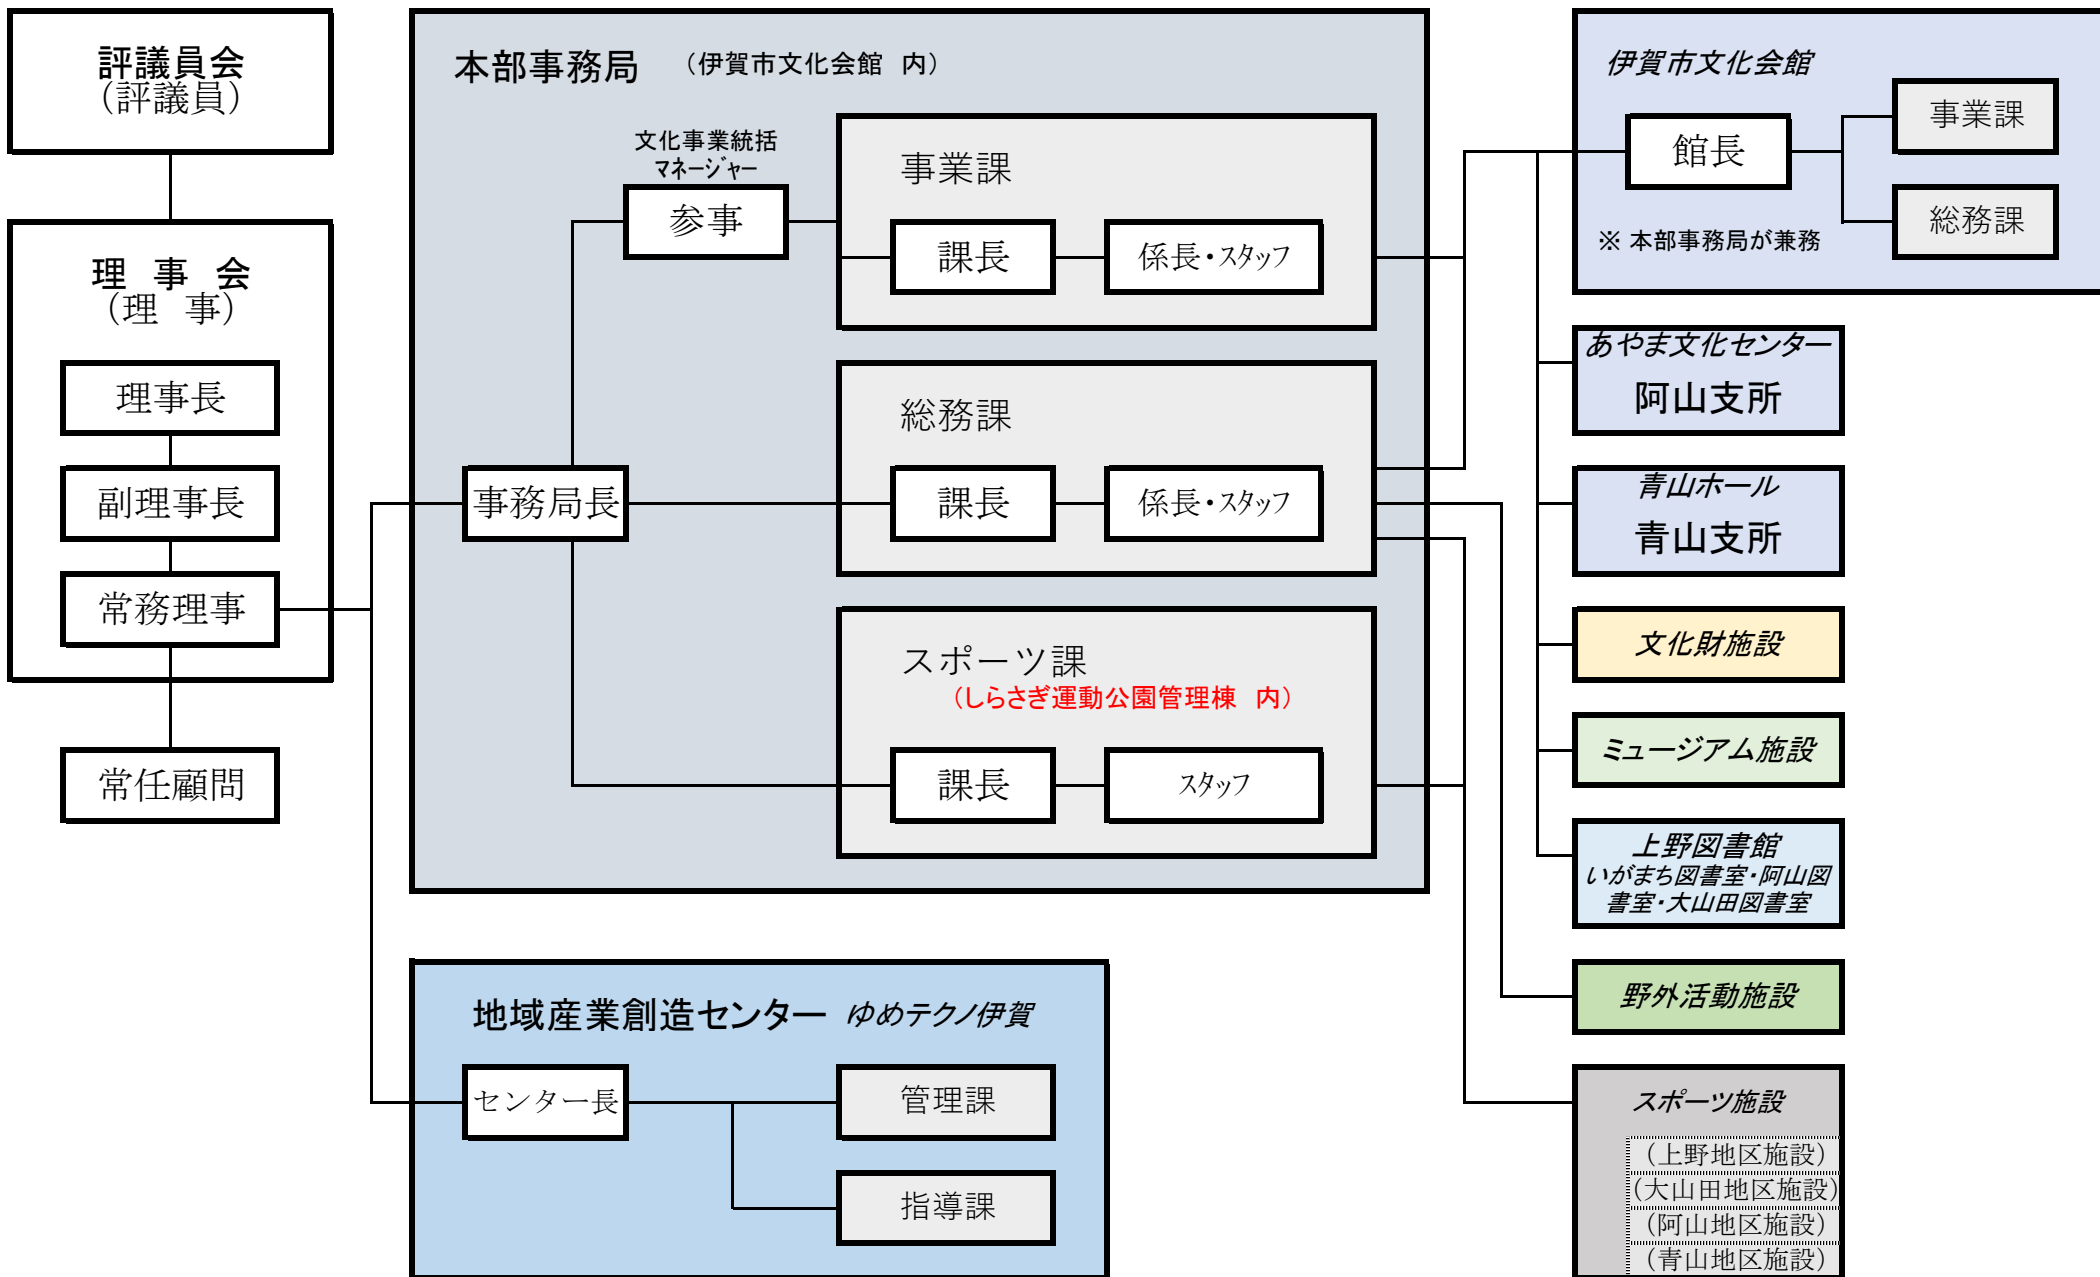 評議員会
（評議員）
理 事 会
（理 事）
理事長
副理事長
常務理事
常任顧問
本部事務局 （伊賀市文化会館 内）
文化事業統括
マネージャー
参事
事務局長
事業課
課長
係長・スタッフ
総務課
課長
係長・スタッフ
スポーツ課
（しらさぎ運動公園管理棟 内）
課長
スタッフ
地域産業創造センター ゆめテクノ伊賀
センター長
管理課
指導課
伊賀市文化会館
館長
事業課
総務課
※ 本部事務局が兼務
あやま文化センター
阿山支所
青山ホール
青山支所
文化財施設
ミュージアム施設
上野図書館
いがまち図書室・阿山図
書室・大山田図書室
野外活動施設
スポーツ施設
（上野地区施設）
（大山田地区施設）
（阿山地区施設）
（青山地区施設）